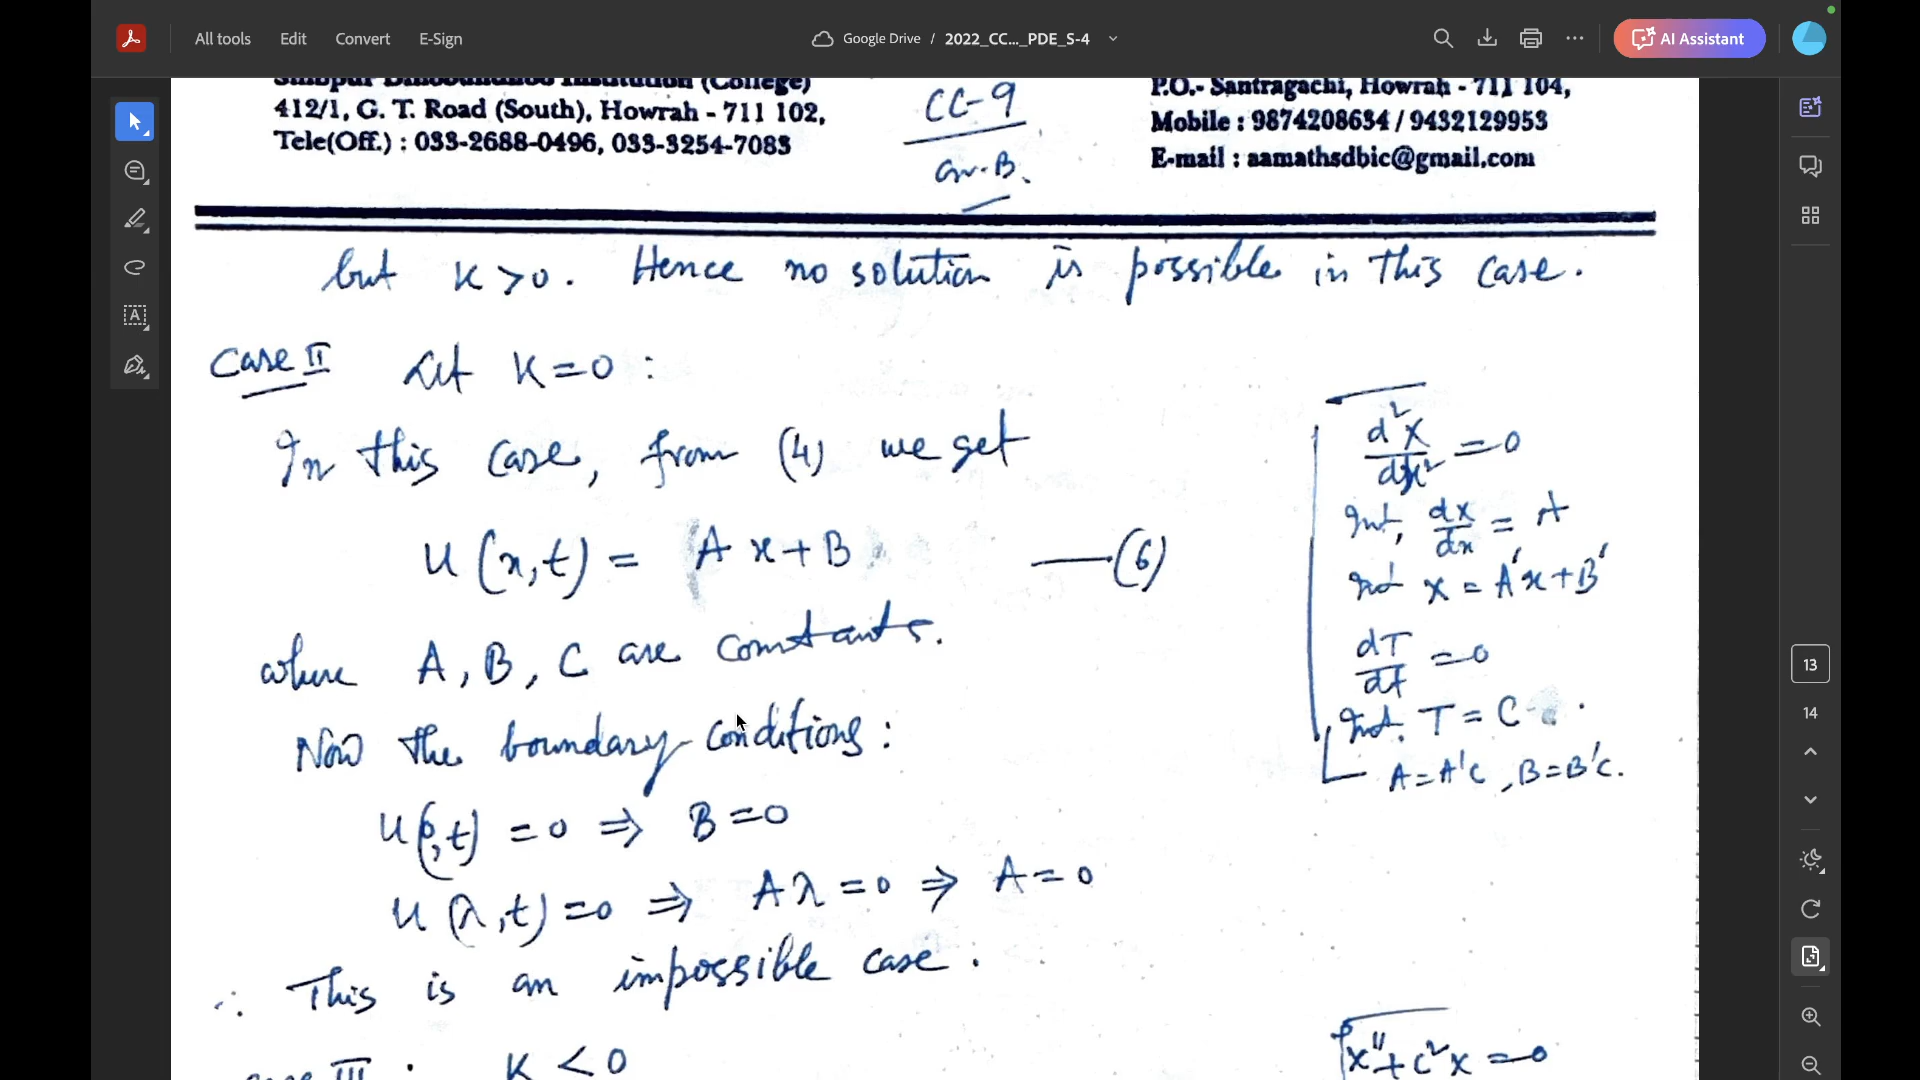 All tools Edit Convert E-Sign Google Drive / 2022_CC..._PDE_S-4 AI Assistant
Institution (College)
412/1, G. T. Road (South), Howrah - 711 102,
Tele(Off.) : 033-2688-0496, 033-3254-7083
CC-9
Gr-B.
P.O.- Santragachi, Howrah - 711 104,
Mobile : 9874208634 / 9432129953
E-mail : aamathsdbic@gmail.com
but K > 0. Hence no solution is possible in this case.
Case II Let K = 0 :
In this case, from (4) we get
u(x,t) = Ax + B —(6)
where A, B, C are constants.
Now the boundary conditions :
u(0,t) = 0 ⇒ B = 0
u(λ,t) = 0 ⇒ Aλ = 0 ⇒ A = 0
∴ This is an impossible case.
Case III : K < 0
d²X/dx² = 0
Int, dx/dx = A
Int X = A'x + B'
dT/dt = 0
Int. T = C
A = A'C, B = B'C.
X'' + c²X = 0
13
14